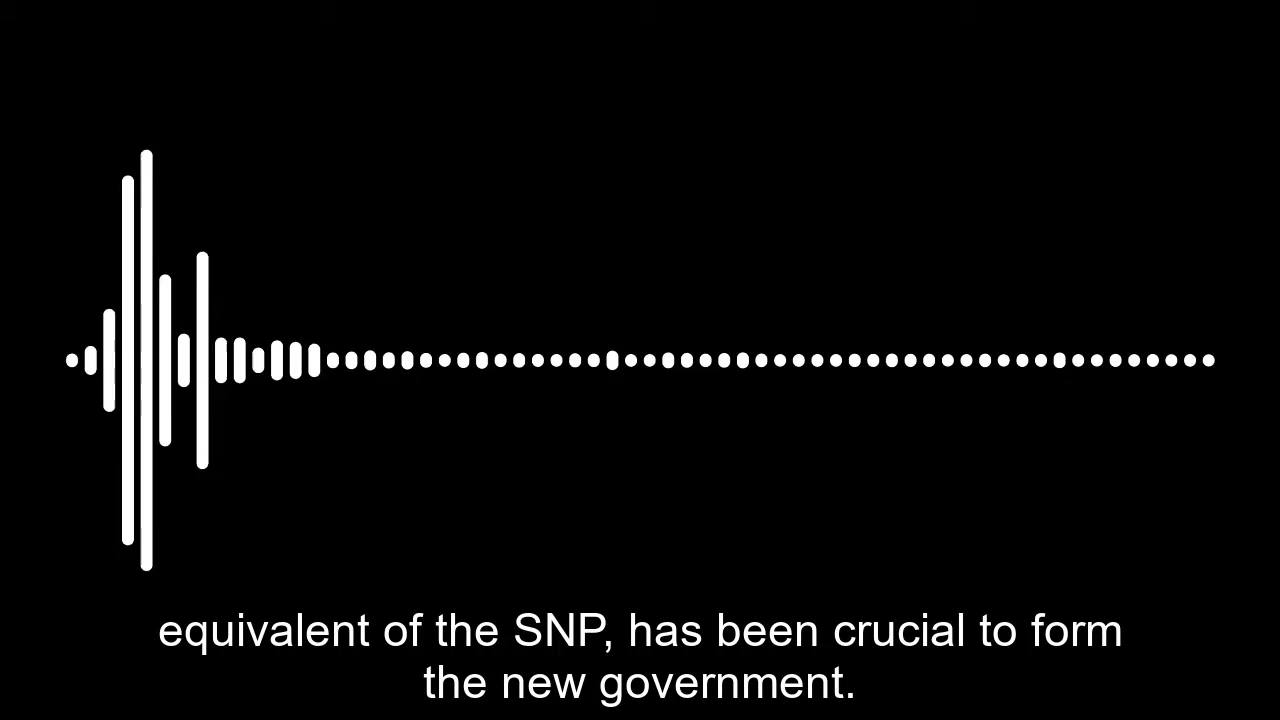 equivalent of the SNP, has been crucial to form
the new government.